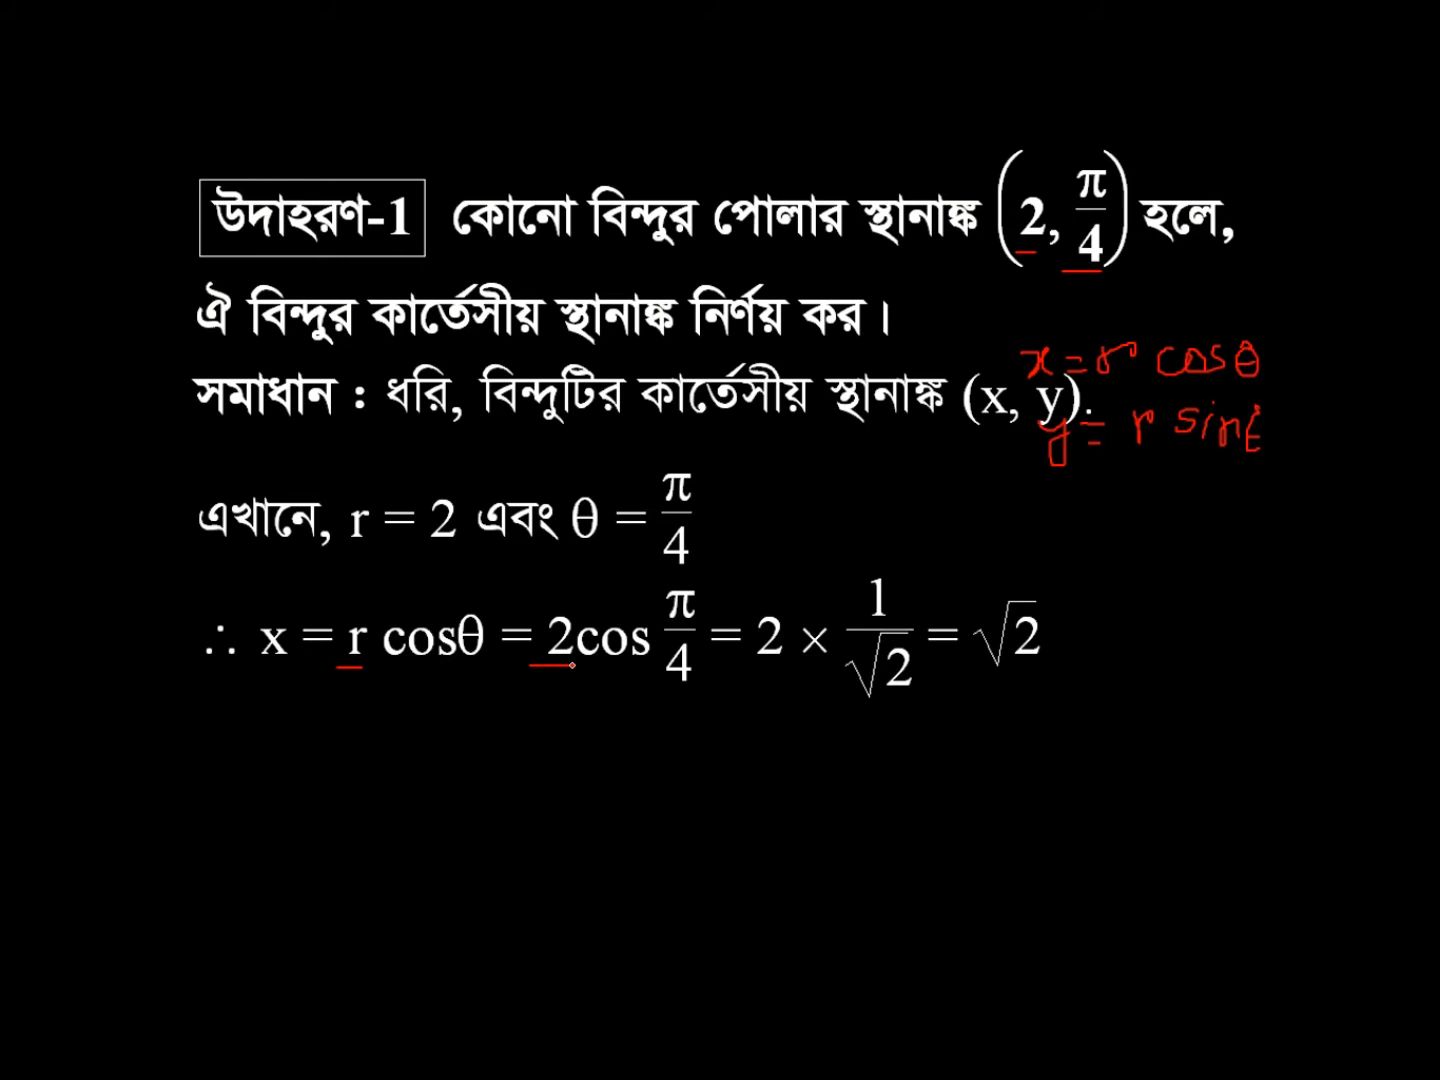 উদাহরণ-1 কোনো বিন্দুর পোলার স্থানাঙ্ক (2, π/4) হলে,
ঐ বিন্দুর কার্তেসীয় স্থানাঙ্ক নির্ণয় কর।
x = r cosθ
সমাধান : ধরি, বিন্দুটির কার্তেসীয় স্থানাঙ্ক (x, y).
y = r sin
এখানে, r = 2 এবং θ = π/4
∴ x = r cosθ = 2cos π/4 = 2 × 1/√2 = √2